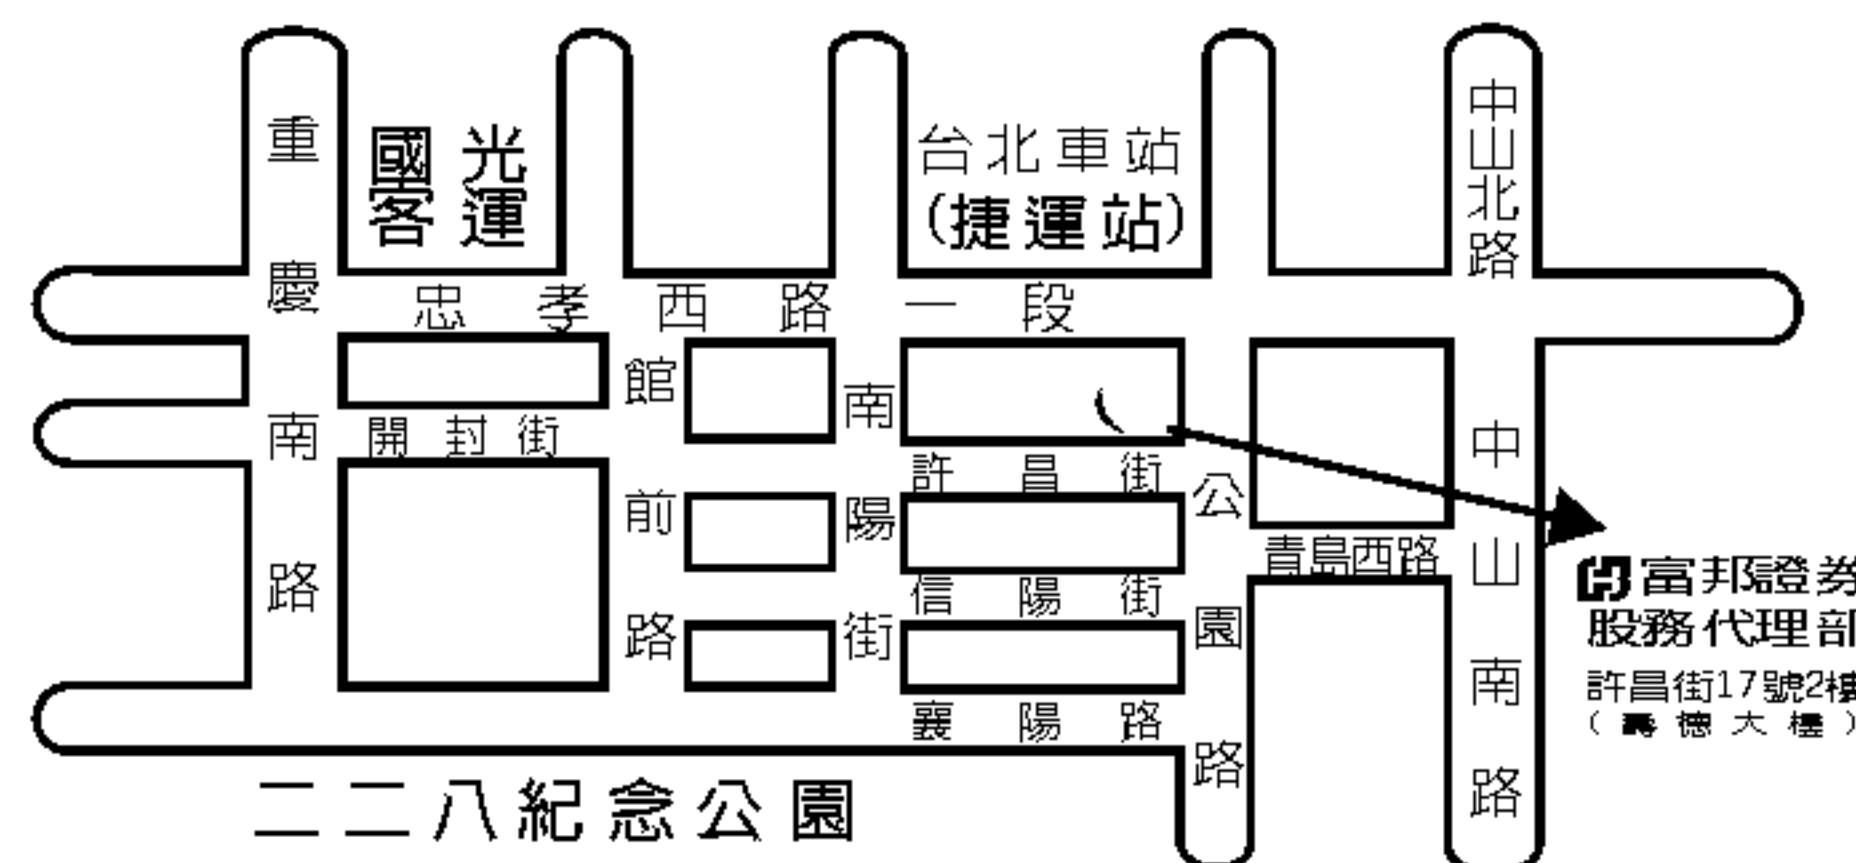 重慶南路
國光
客運
台北車站
(捷運站)
中山北路
忠孝西路一段
開封街
館前路
南陽街
許昌街
信陽街
襄陽路
公園路
青島西路
中山南路
富邦證券
股務代理部
許昌街17號2樓
(壽德大樓)
二二八紀念公園